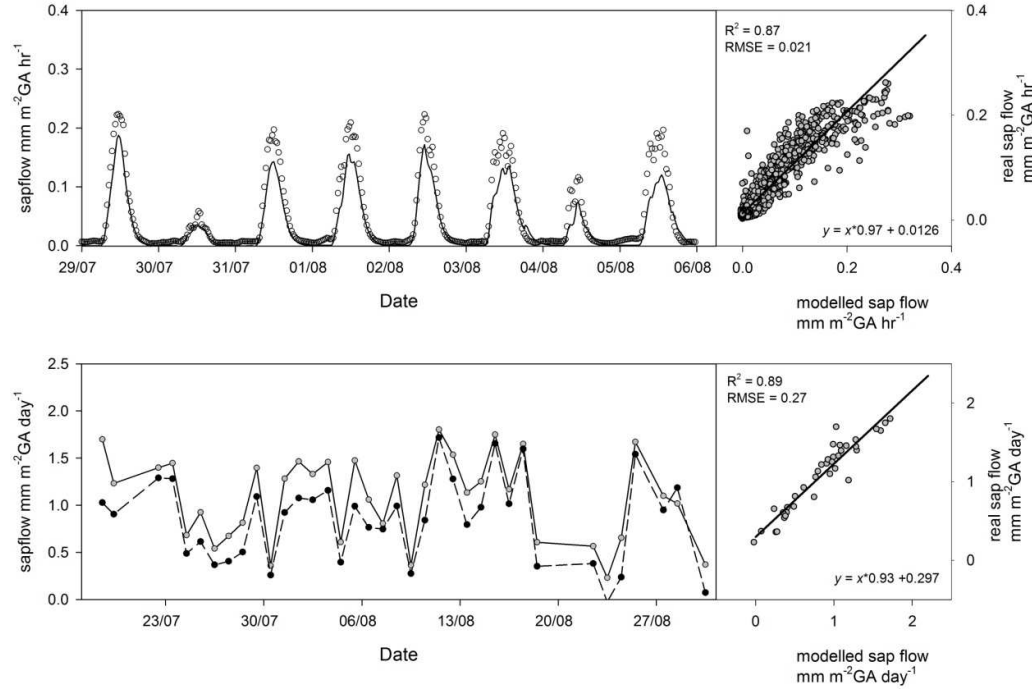 sapflow mm m⁻²GA hr⁻¹
0.4
0.3
0.2
0.1
0.0
29/07 30/07 31/07 01/08 02/08 03/08 04/08 05/08 06/08
Date
R² = 0.87
RMSE = 0.021
y = x*0.97 + 0.0126
0.4
0.2
0.0
real sap flow
mm m⁻²GA hr⁻¹
0.0 0.2 0.4
modelled sap flow
mm m⁻²GA hr⁻¹
sapflow mm m⁻²GA day⁻¹
2.5
2.0
1.5
1.0
0.5
0.0
23/07 30/07 06/08 13/08 20/08 27/08
Date
R² = 0.89
RMSE = 0.27
y = x*0.93 +0.297
2
1
0
real sap flow
mm m⁻²GA day⁻¹
0 1 2
modelled sap flow
mm m⁻²GA day⁻¹